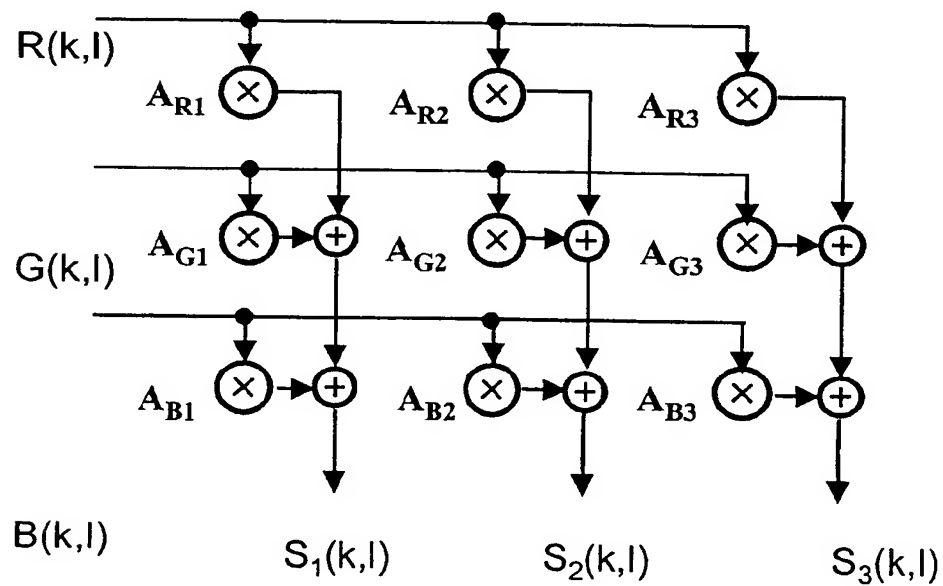 R(k,l)
A_R1 A_R2 A_R3
A_G1 A_G2 A_G3
G(k,l)
A_B1 A_B2 A_B3
B(k,l)
S_1(k,l) S_2(k,l) S_3(k,l)